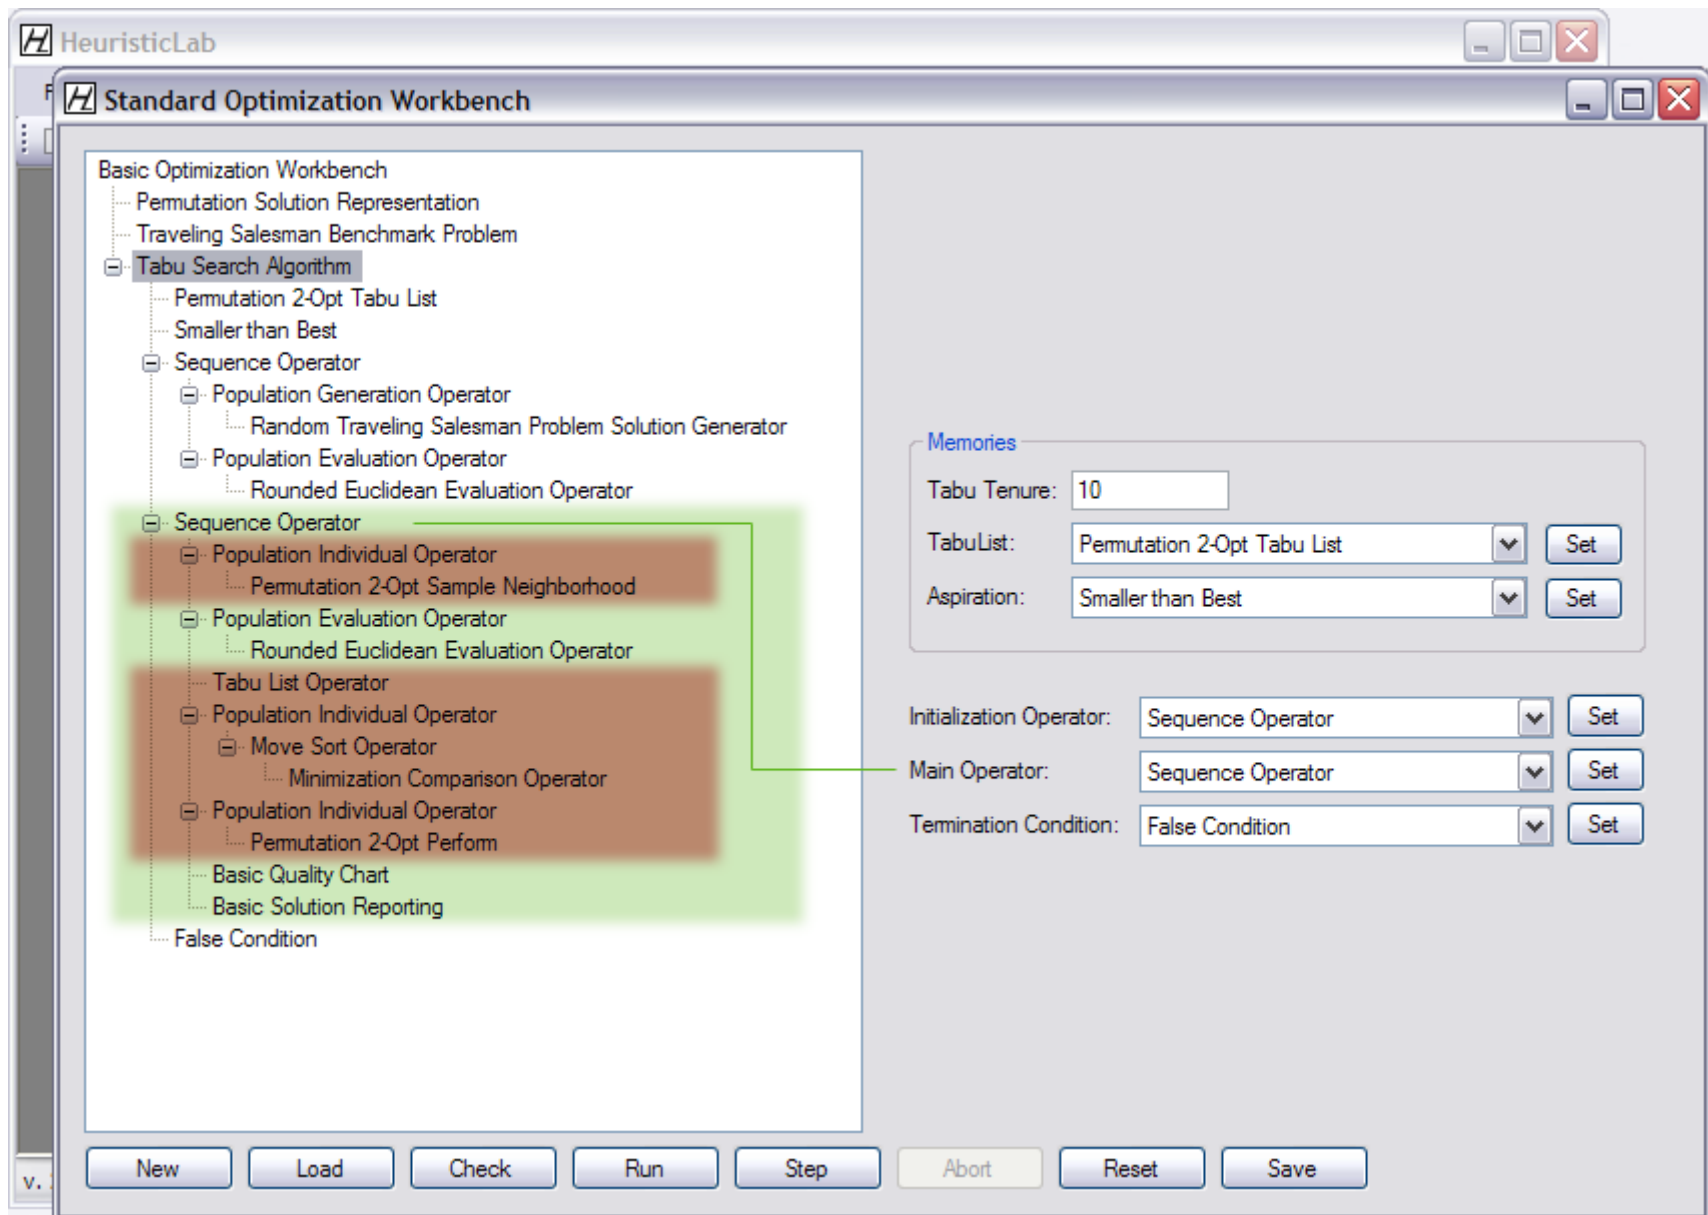 HeuristicLab
Standard Optimization Workbench
Basic Optimization Workbench
Permutation Solution Representation
Traveling Salesman Benchmark Problem
Tabu Search Algorithm
Permutation 2-Opt Tabu List
Smaller than Best
Sequence Operator
Population Generation Operator
Random Traveling Salesman Problem Solution Generator
Population Evaluation Operator
Rounded Euclidean Evaluation Operator
Sequence Operator
Population Individual Operator
Permutation 2-Opt Sample Neighborhood
Population Evaluation Operator
Rounded Euclidean Evaluation Operator
Tabu List Operator
Population Individual Operator
Move Sort Operator
Minimization Comparison Operator
Population Individual Operator
Permutation 2-Opt Perform
Basic Quality Chart
Basic Solution Reporting
False Condition
Memories
Tabu Tenure: 10
TabuList: Permutation 2-Opt Tabu List Set
Aspiration: Smaller than Best Set
Initialization Operator: Sequence Operator Set
Main Operator: Sequence Operator Set
Termination Condition: False Condition Set
New Load Check Run Step Abort Reset Save
v.